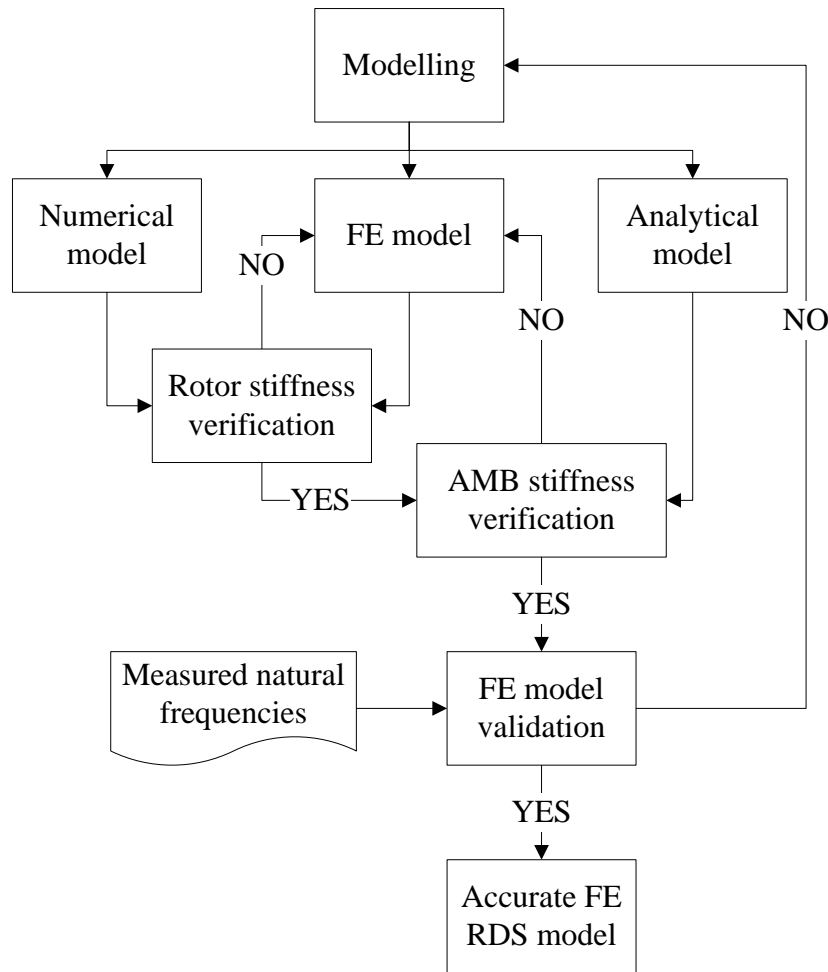 Modelling
Numerical
model
FE model
Analytical
model
NO
NO
NO
Rotor stiffness
verification
YES
AMB stiffness
verification
YES
Measured natural
frequencies
FE model
validation
YES
Accurate FE
RDS model